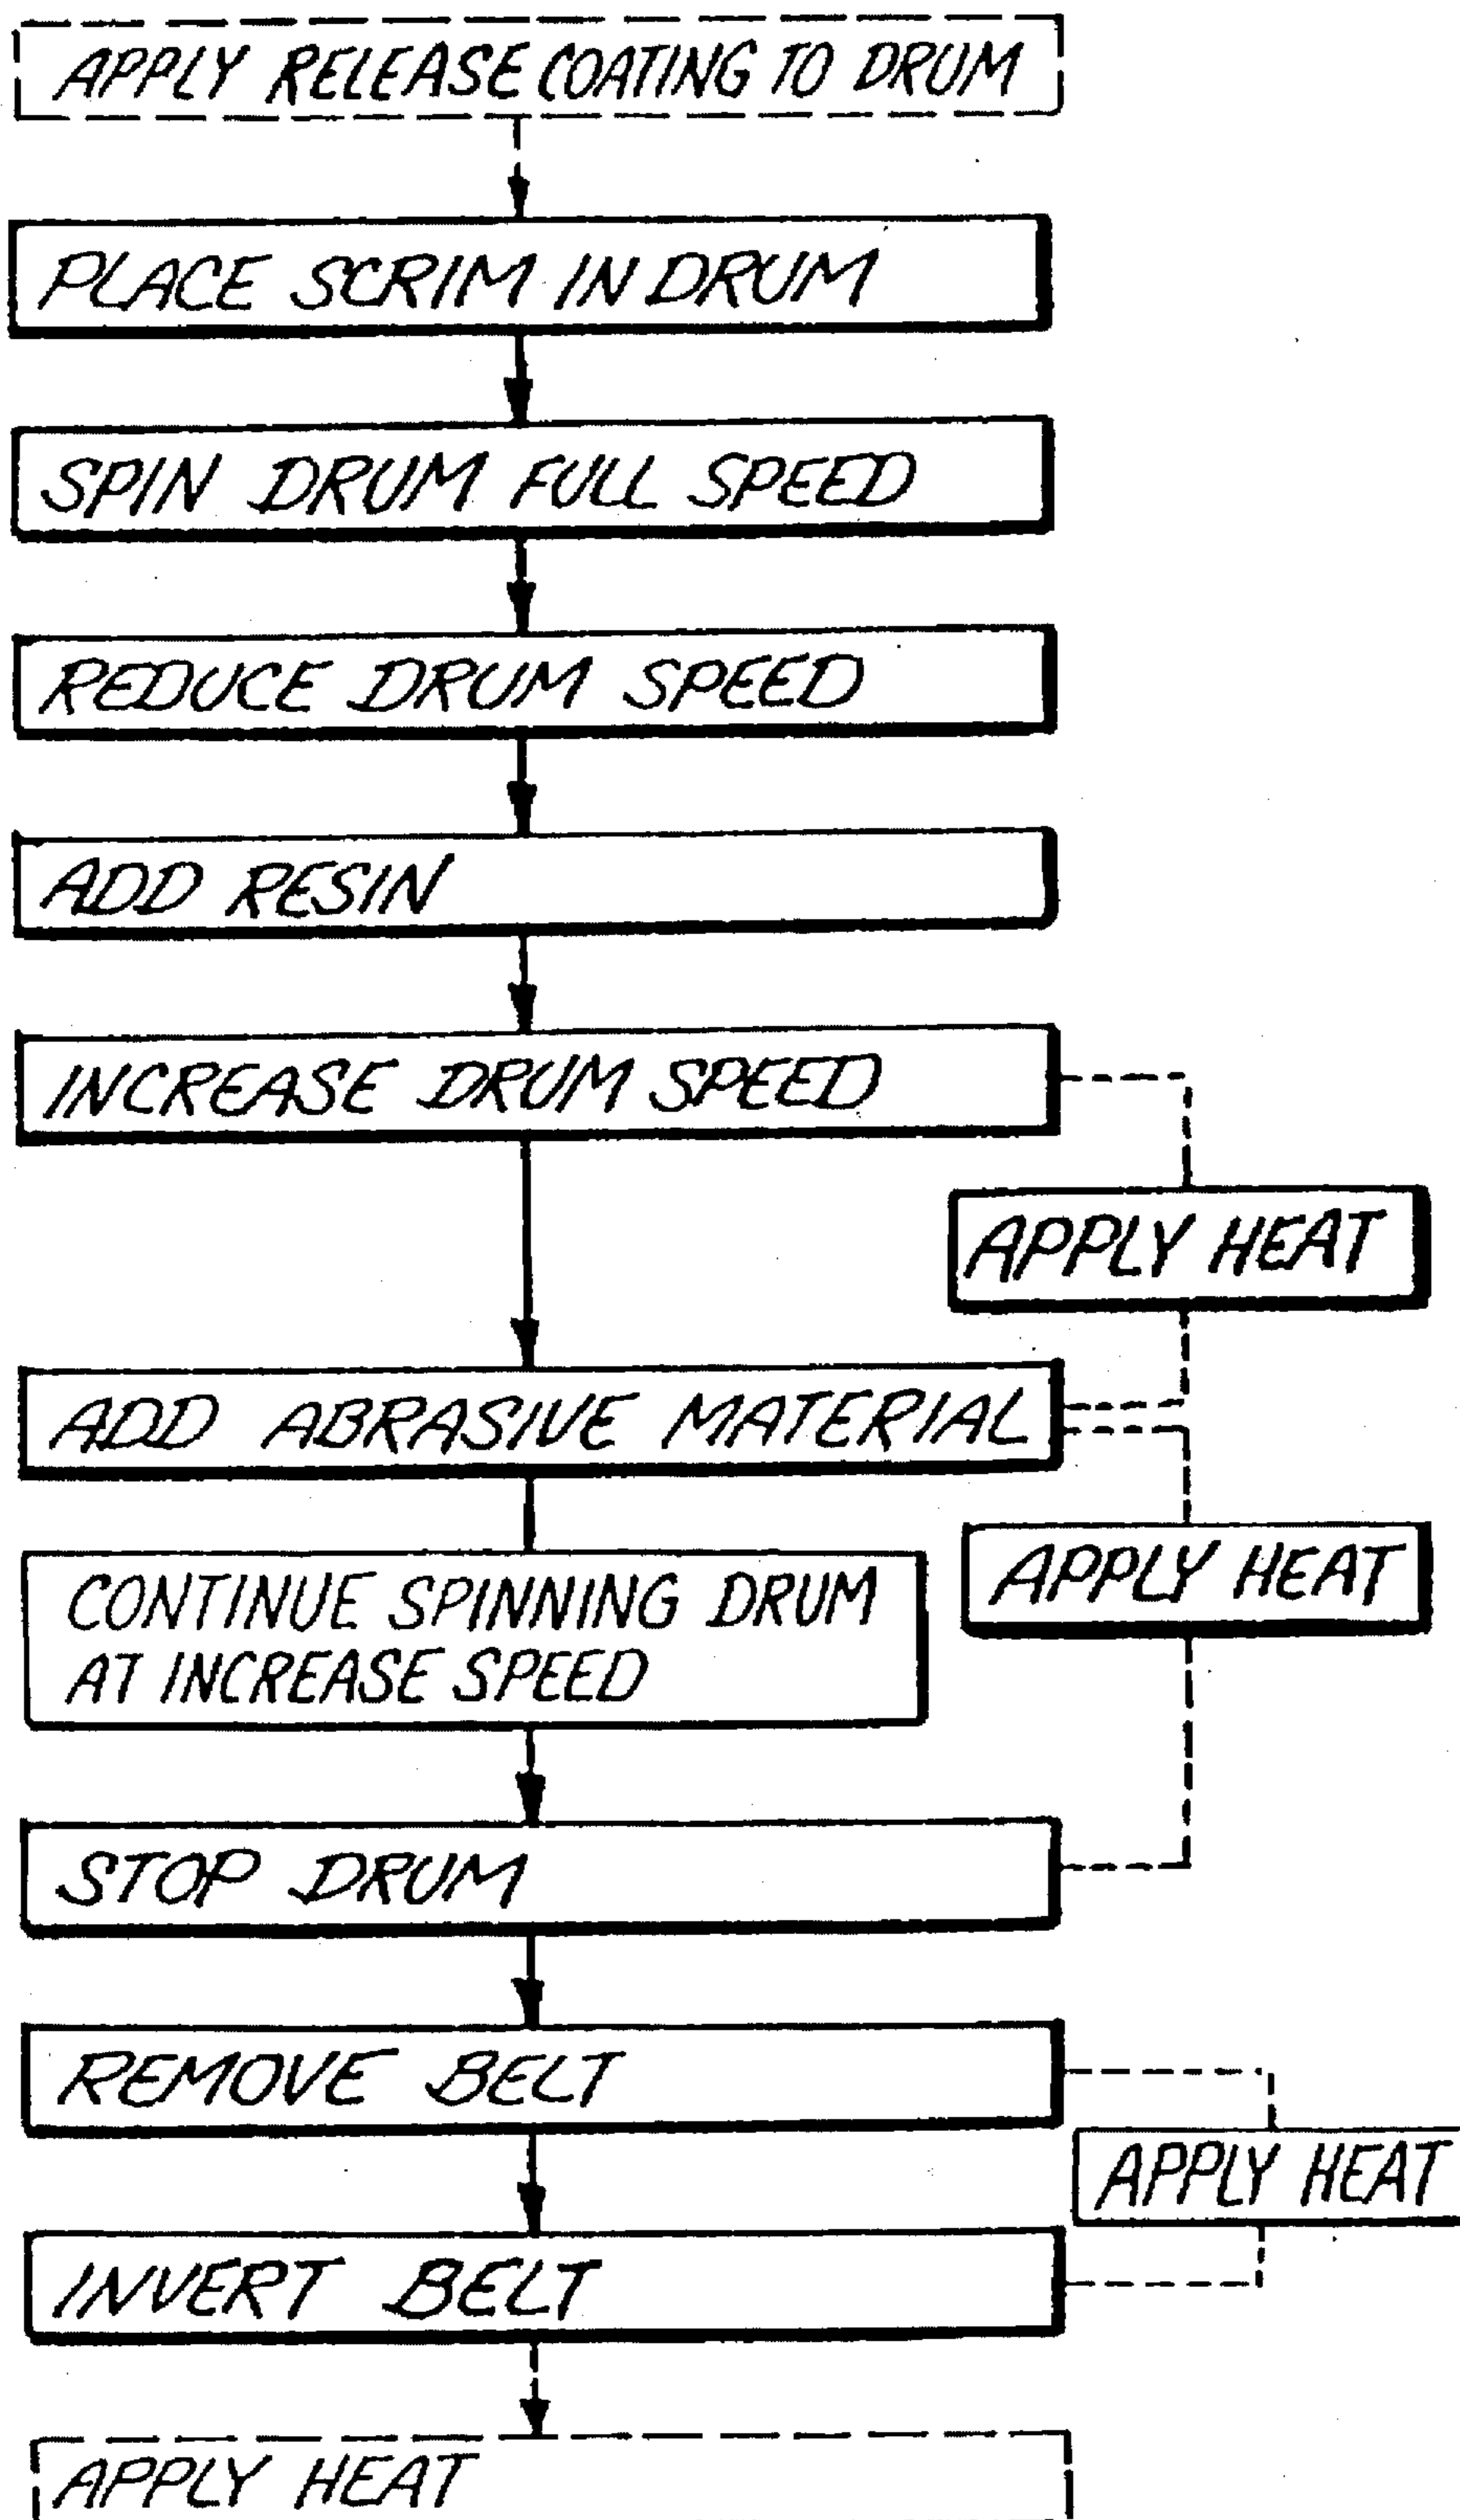 APPLY RELEASE COATING TO DRUM
PLACE SCRIM IN DRUM
SPIN DRUM FULL SPEED
REDUCE DRUM SPEED
ADD RESIN
INCREASE DRUM SPEED
APPLY HEAT
ADD ABRASIVE MATERIAL
APPLY HEAT
CONTINUE SPINNING DRUM
AT INCREASE SPEED
STOP DRUM
REMOVE BELT
APPLY HEAT
INVERT BELT
APPLY HEAT